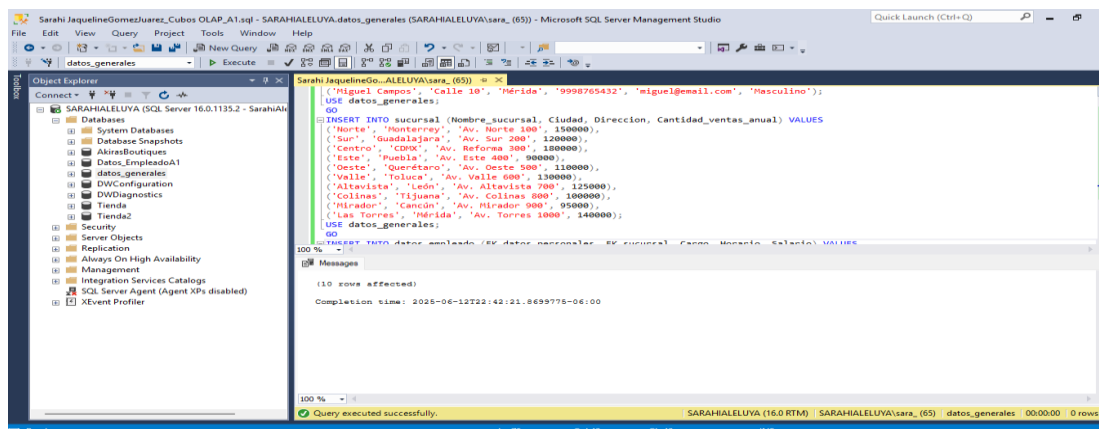 Sarahi JaquelineGomezJuarez_Cubos OLAP_A1.sql - SARAHIALELUYA.datos_generales (SARAHIALELUYA\sara_ (65)) - Microsoft SQL Server Management Studio
Quick Launch (Ctrl+Q)
File Edit View Query Project Tools Window Help
New Query
datos_generales
Execute
Toolbox
Object Explorer
Connect
SARAHIALELUYA (SQL Server 16.0.1135.2 - SarahiAle
Databases
System Databases
Database Snapshots
AkirasBoutiques
Datos_EmpleadoA1
datos_generales
DWConfiguration
DWDiagnostics
Tienda
Tienda2
Security
Server Objects
Replication
Always On High Availability
Management
Integration Services Catalogs
SQL Server Agent (Agent XPs disabled)
XEvent Profiler
Sarahi JaquelineGo...ALELUYA\sara_ (65))
('Miguel Campos', 'Calle 10', 'Mérida', '9998765432', 'miguel@email.com', 'Masculino');
USE datos_generales;
GO
INSERT INTO sucursal (Nombre_sucursal, Ciudad, Direccion, Cantidad_ventas_anual) VALUES
('Norte', 'Monterrey', 'Av. Norte 100', 150000),
('Sur', 'Guadalajara', 'Av. Sur 200', 120000),
('Centro', 'CDMX', 'Av. Reforma 300', 180000),
('Este', 'Puebla', 'Av. Este 400', 90000),
('Oeste', 'Querétaro', 'Av. Oeste 500', 110000),
('Valle', 'Toluca', 'Av. Valle 600', 130000),
('Altavista', 'León', 'Av. Altavista 700', 125000),
('Colinas', 'Tijuana', 'Av. Colinas 800', 100000),
('Mirador', 'Cancún', 'Av. Mirador 900', 95000),
('Las Torres', 'Mérida', 'Av. Torres 1000', 140000);
USE datos_generales;
GO
INSERT INTO datos_empleado (FK_datos_personales, FK_sucursal, Cargo, Horario, Salario) VALUES
100 %
Messages
(10 rows affected)
Completion time: 2025-06-12T22:42:21.8699775-06:00
100 %
Query executed successfully.
SARAHIALELUYA (16.0 RTM) SARAHIALELUYA\sara_ (65) datos_generales 00:00:00 0 rows